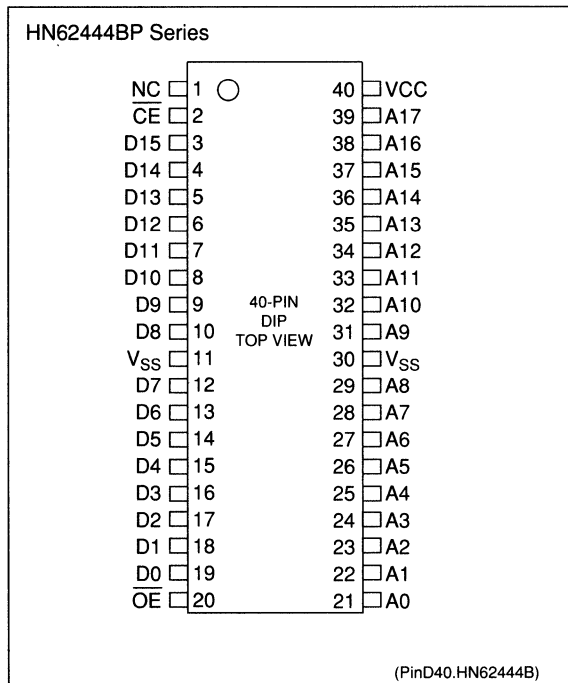 HN62444BP Series
NC 1 40 VCC
CE 2 39 A17
D15 3 38 A16
D14 4 37 A15
D13 5 36 A14
D12 6 35 A13
D11 7 34 A12
D10 8 33 A11
D9 9 32 A10
D8 10 31 A9
VSS 11 30 VSS
D7 12 29 A8
D6 13 28 A7
D5 14 27 A6
D4 15 26 A5
D3 16 25 A4
D2 17 24 A3
D1 18 23 A2
D0 19 22 A1
OE 20 21 A0
40-PIN
DIP
TOP VIEW
(PinD40.HN62444B)